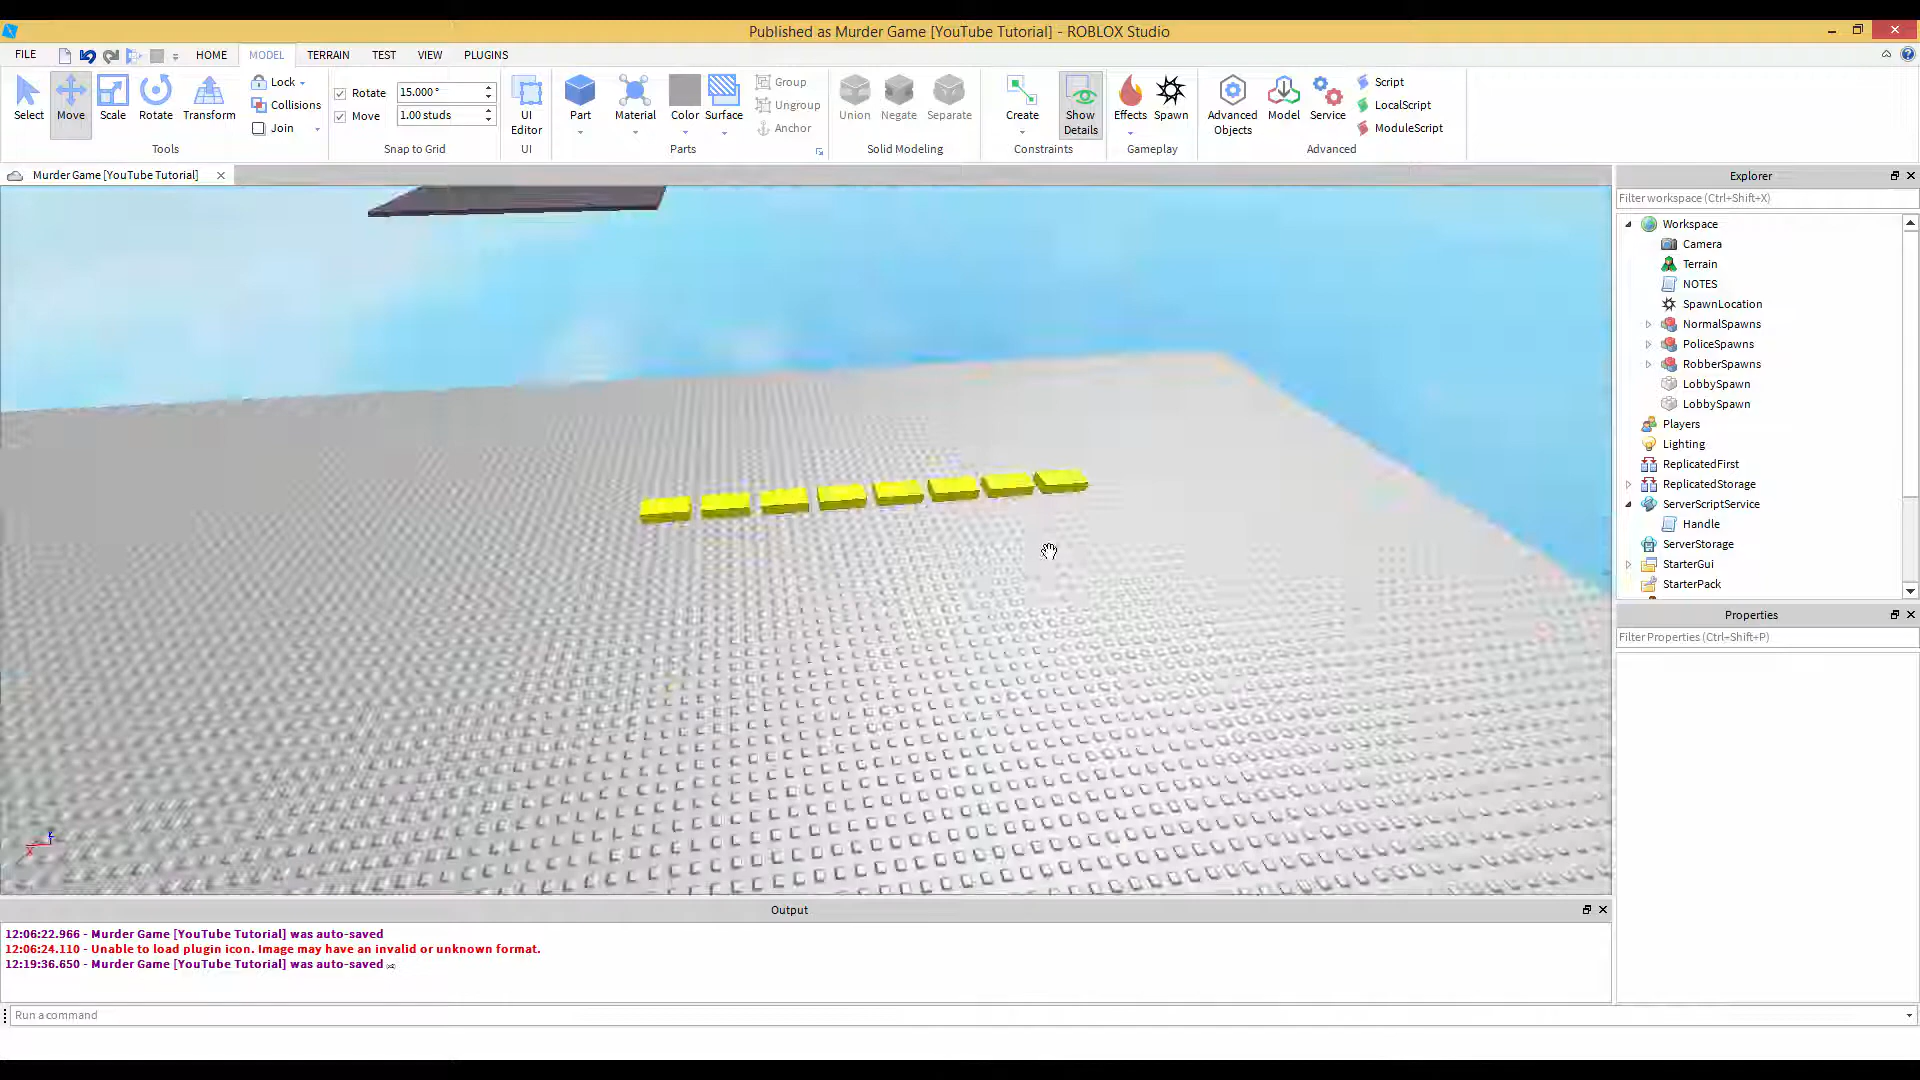 Published as Murder Game [YouTube Tutorial] - ROBLOX Studio
FILE HOME MODEL TERRAIN TEST VIEW PLUGINS
Select Move Scale Rotate Transform
Lock
Collisions
Join
Tools
Rotate 15.000 °
Move 1.00 studs
Snap to Grid
UI Editor
UI
Part Material Color Surface
Group
Ungroup
Anchor
Parts
Union Negate Separate
Solid Modeling
Create Show Details
Constraints
Effects Spawn
Gameplay
Advanced Objects Model Service
Script
LocalScript
ModuleScript
Advanced
Murder Game [YouTube Tutorial]
Explorer
Filter workspace (Ctrl+Shift+X)
Workspace
Camera
Terrain
NOTES
SpawnLocation
NormalSpawns
PoliceSpawns
RobberSpawns
LobbySpawn
LobbySpawn
Players
Lighting
ReplicatedFirst
ReplicatedStorage
ServerScriptService
Handle
ServerStorage
StarterGui
StarterPack
Properties
Filter Properties (Ctrl+Shift+P)
Output
12:06:22.966 - Murder Game [YouTube Tutorial] was auto-saved
12:06:24.110 - Unable to load plugin icon. Image may have an invalid or unknown format.
12:19:36.650 - Murder Game [YouTube Tutorial] was auto-saved
Run a command